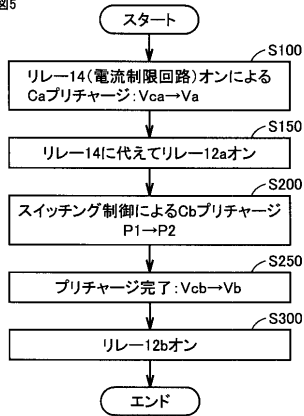 図5
スタート
S100
リレー14(電流制限回路)オンによる
Caプリチャージ:Vca→Va
S150
リレー14に代えてリレー12aオン
S200
スイッチング制御によるCbプリチャージ
P1→P2
S250
プリチャージ完了:Vcb→Vb
S300
リレー12bオン
エンド